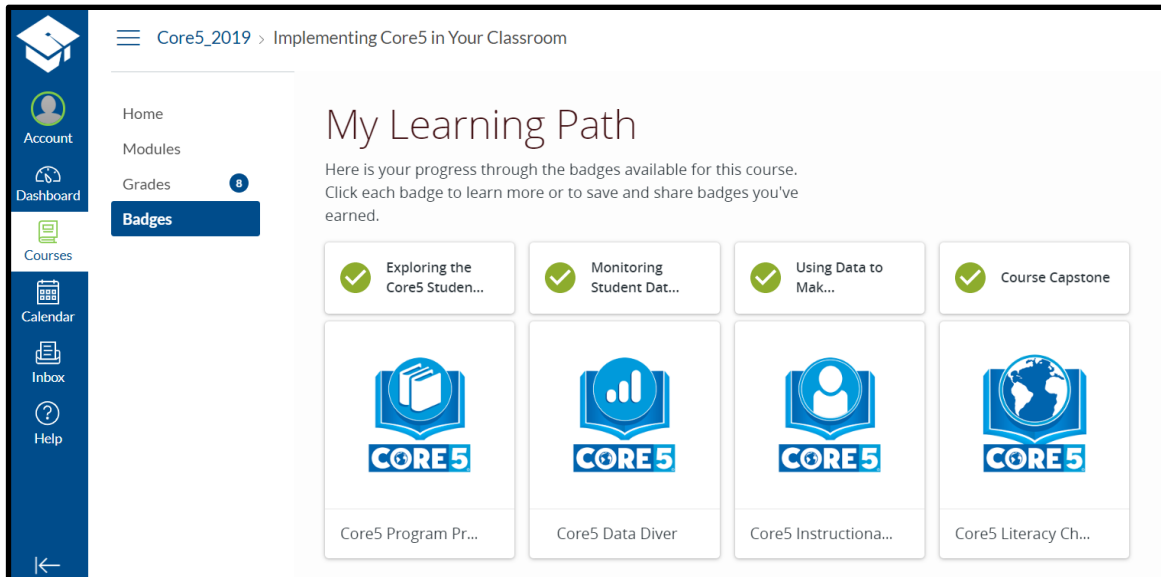 Core5_2019 > Implementing Core5 in Your Classroom
Account
Dashboard
Courses
Calendar
Inbox
Help
Home
Modules
Grades 8
Badges
My Learning Path
Here is your progress through the badges available for this course.
Click each badge to learn more or to save and share badges you've
earned.
Exploring the
Core5 Studen...
Monitoring
Student Dat...
Using Data to
Mak...
Course Capstone
CORE5
CORE5
CORE5
CORE5
Core5 Program Pr...
Core5 Data Diver
Core5 Instructiona...
Core5 Literacy Ch...